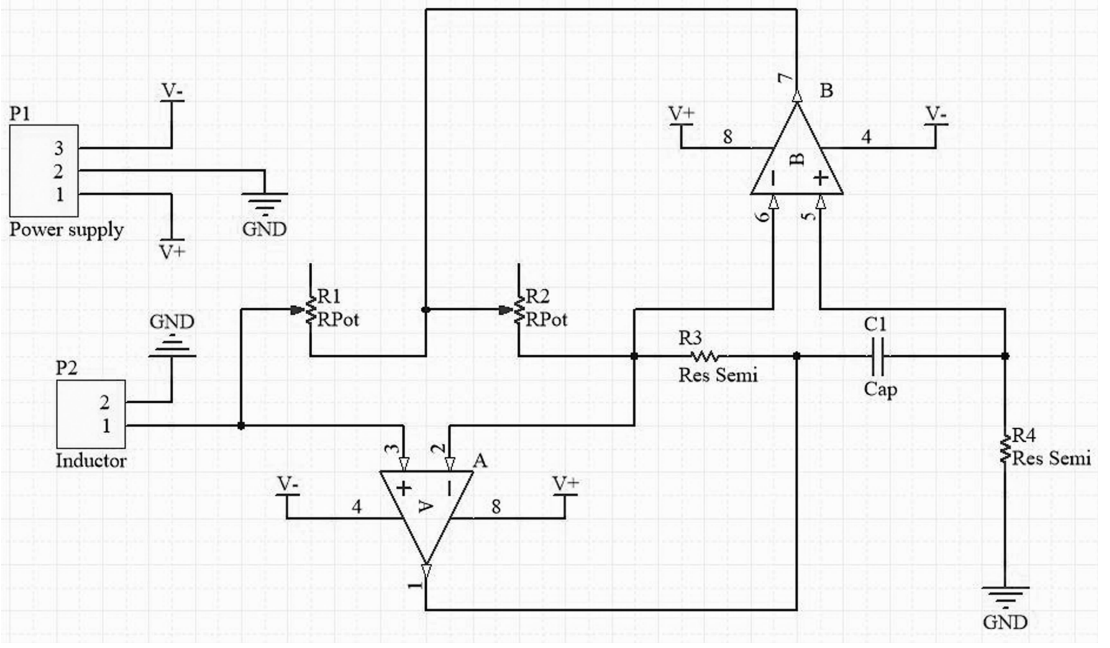 P1
V-
3
2
1
Power supply
GND
V+
7
B
V+
8
B
4
V-
- +
6
5
R1
RPot
R2
RPot
GND
P2
2
1
Inductor
R3
Res Semi
C1
Cap
3
2
A
+ -
V-
4
A
8
V+
1
R4
Res Semi
GND